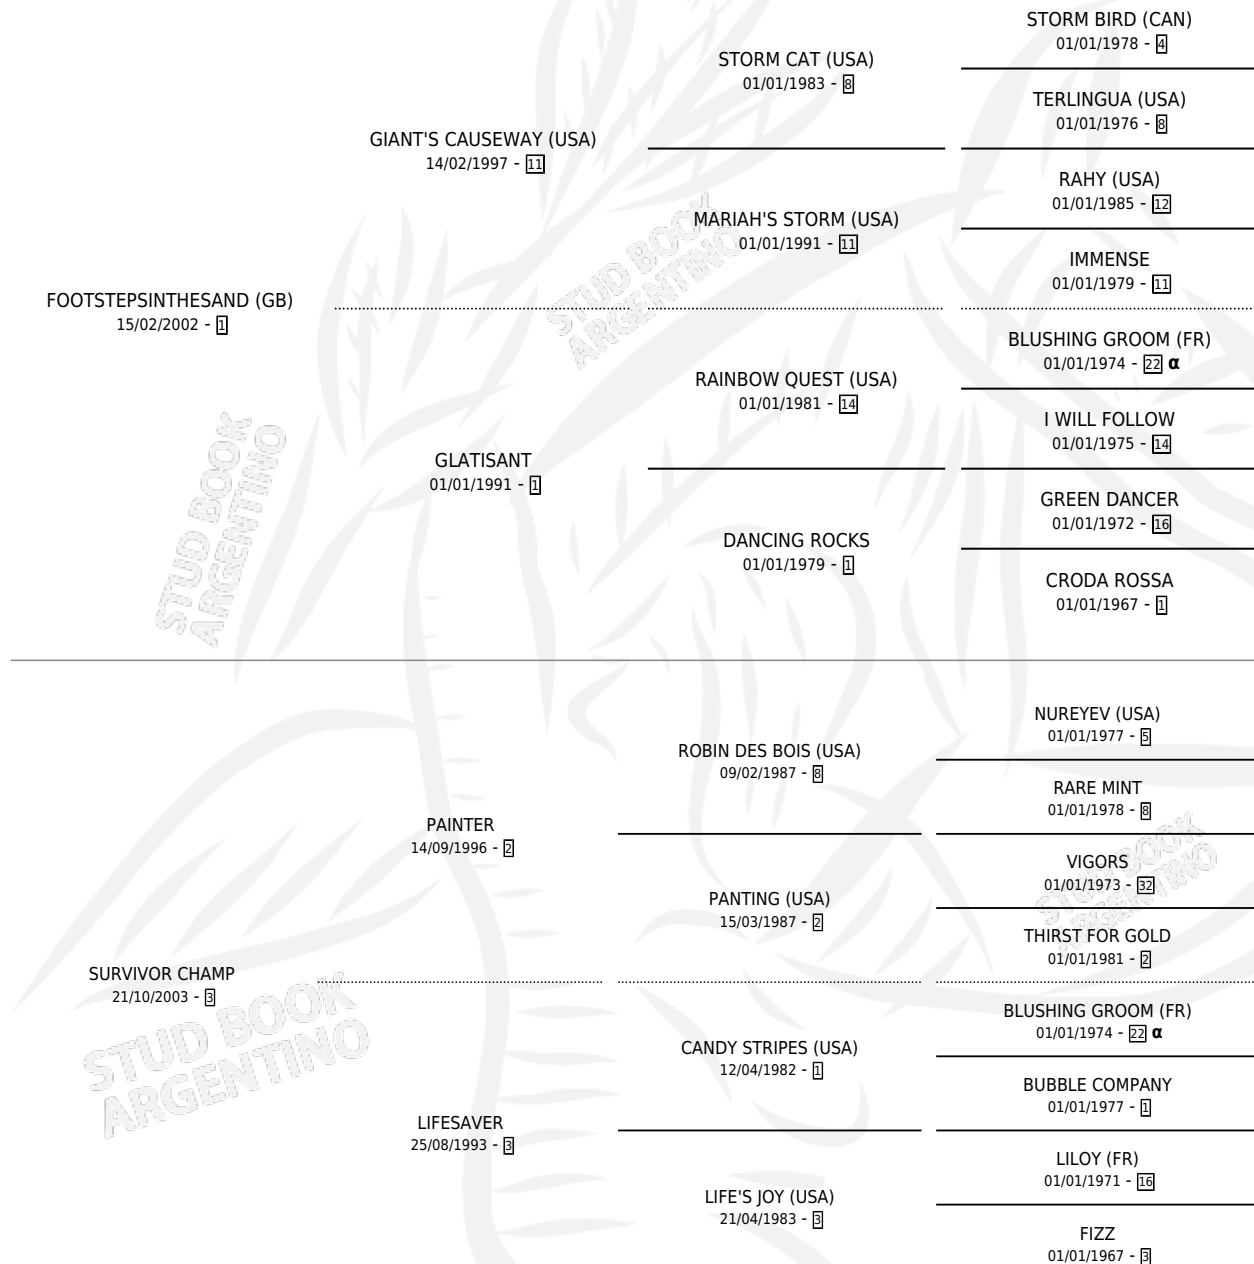 STORM BIRD (CAN)
01/01/1978 - 4
STORM CAT (USA)
01/01/1983 - 8
TERLINGUA (USA)
01/01/1976 - 8
GIANT'S CAUSEWAY (USA)
14/02/1997 - 11
RAHY (USA)
01/01/1985 - 12
MARIAH'S STORM (USA)
01/01/1991 - 11
IMMENSE
01/01/1979 - 11
FOOTSTEPSINTHESAND (GB)
15/02/2002 - 1
BLUSHING GROOM (FR)
01/01/1974 - 22 α
RAINBOW QUEST (USA)
01/01/1981 - 14
I WILL FOLLOW
01/01/1975 - 14
GLATISANT
01/01/1991 - 1
GREEN DANCER
01/01/1972 - 16
DANCING ROCKS
01/01/1979 - 1
CRODA ROSSA
01/01/1967 - 1
NUREYEV (USA)
01/01/1977 - 5
ROBIN DES BOIS (USA)
09/02/1987 - 8
RARE MINT
01/01/1978 - 8
PAINTER
14/09/1996 - 2
VIGORS
01/01/1973 - 32
PANTING (USA)
15/03/1987 - 2
THIRST FOR GOLD
01/01/1981 - 2
SURVIVOR CHAMP
21/10/2003 - 3
BLUSHING GROOM (FR)
01/01/1974 - 22 α
CANDY STRIPES (USA)
12/04/1982 - 1
BUBBLE COMPANY
01/01/1977 - 1
LIFESAVER
25/08/1993 - 3
LILOY (FR)
01/01/1971 - 16
LIFE'S JOY (USA)
21/04/1983 - 3
FIZZ
01/01/1967 - 3
STUD BOOK
ARGENTINO
STUD BOOK
ARGENTINO
STUD BOOK
ARGENTINO
STUD BOOK
ARGENTINO